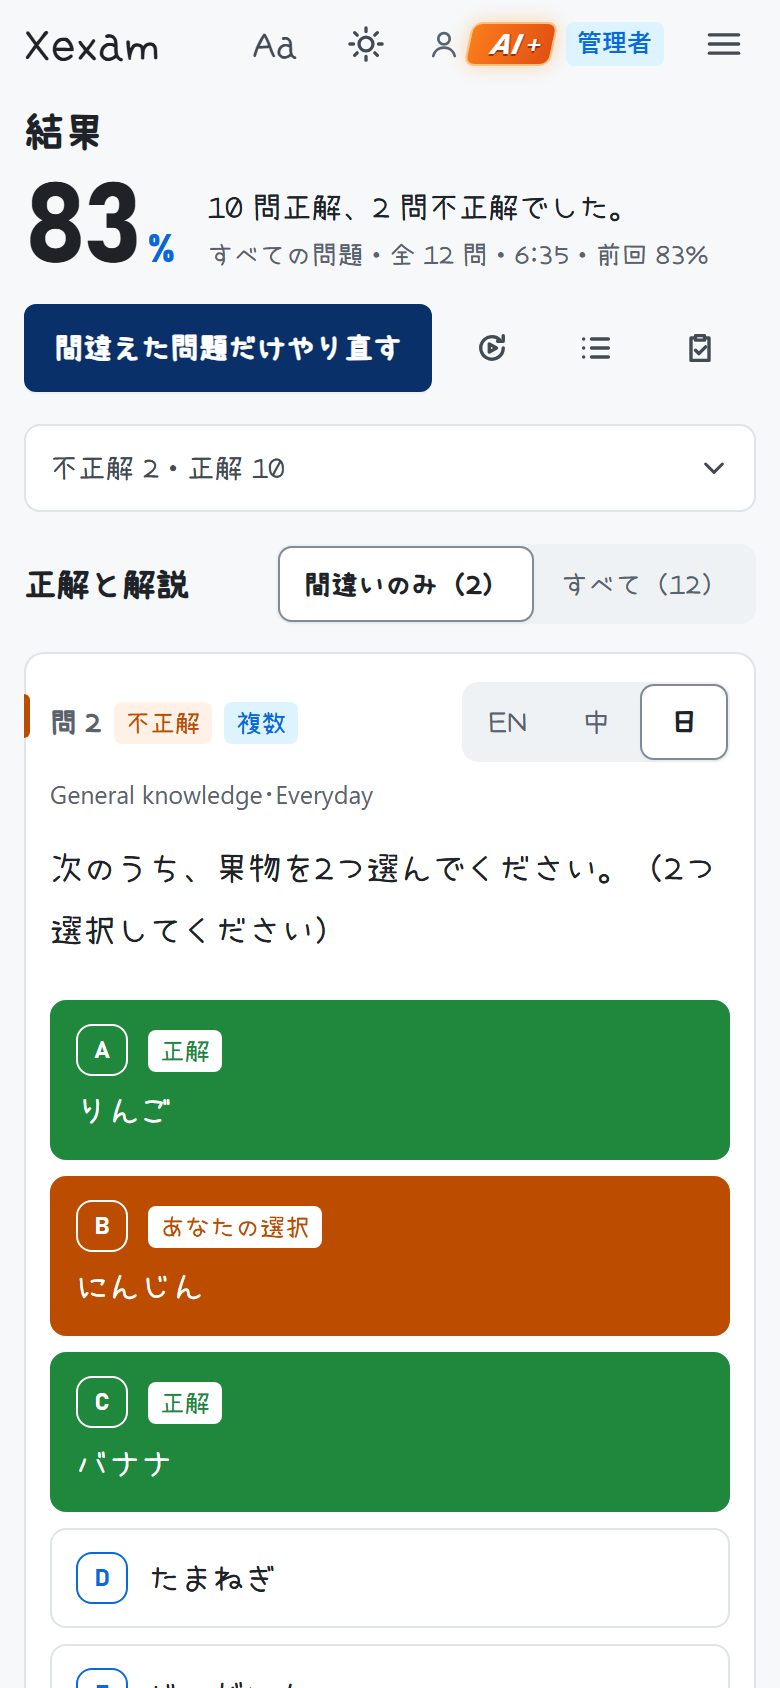 Xexam Aa AI+ 管理者
結果
83%
10 問正解、2 問不正解でした。
すべての問題・全 12 問・6:35・前回 83%
間違えた問題だけやり直す
不正解 2・正解 10
正解と解説 間違いのみ（2） すべて（12）
問 2 不正解 複数 EN 中 日
General knowledge·Everyday
次のうち、果物を2つ選んでください。（2つ
選択してください）
A 正解
りんご
B あなたの選択
にんじん
C 正解
バナナ
D たまねぎ